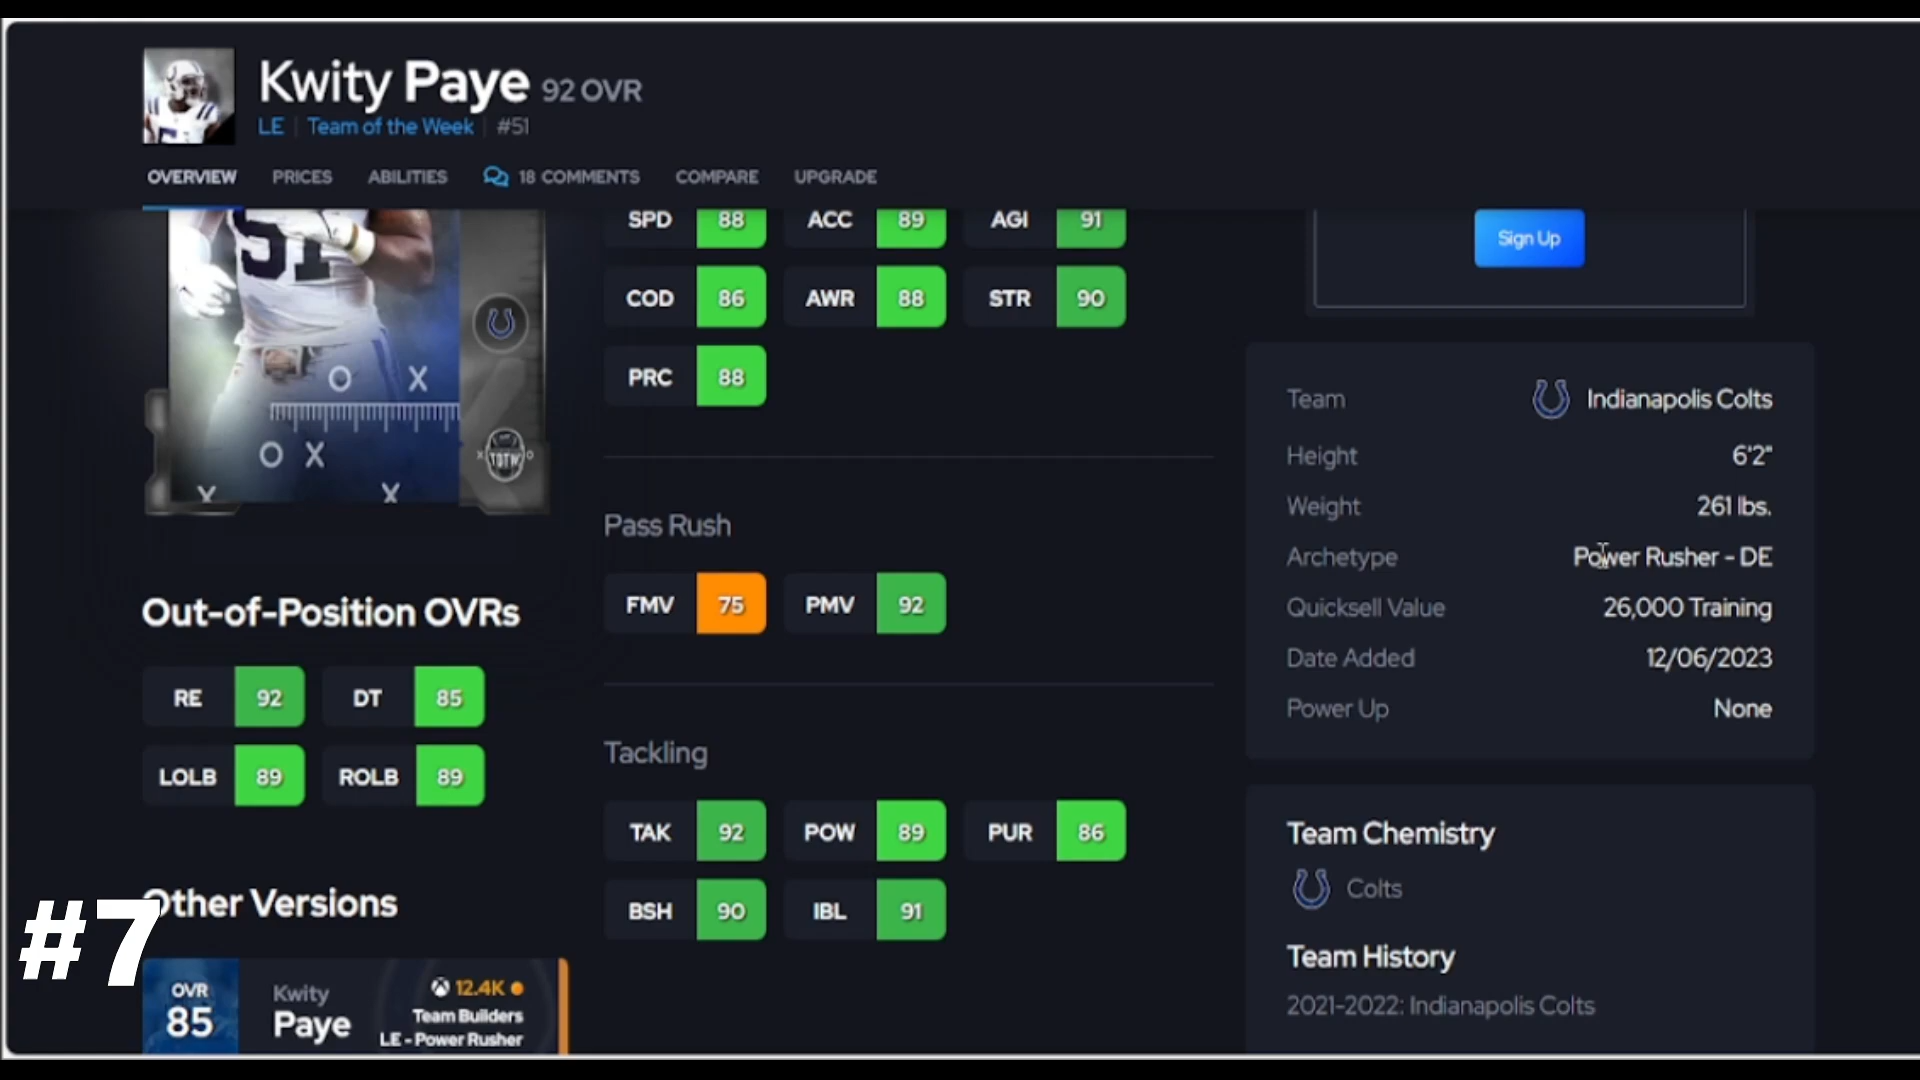 Kwity Paye 92 OVR
LE | Team of the Week | #51
OVERVIEW PRICES ABILITIES 18 COMMENTS COMPARE UPGRADE
51
O X
O X
X X
TOTW
Out-of-Position OVRs
RE 92 DT 85
LOLB 89 ROLB 89
Other Versions
#7
OVR
85
Kwity
Paye
12.4K
Team Builders
LE - Power Rusher
SPD 88 ACC 89 AGI 91
COD 86 AWR 88 STR 90
PRC 88
Pass Rush
FMV 75 PMV 92
Tackling
TAK 92 POW 89 PUR 86
BSH 90 IBL 91
Sign Up
Team Indianapolis Colts
Height 6'2"
Weight 261 lbs.
Archetype Power Rusher - DE
Quicksell Value 26,000 Training
Date Added 12/06/2023
Power Up None
Team Chemistry
Colts
Team History
2021-2022: Indianapolis Colts